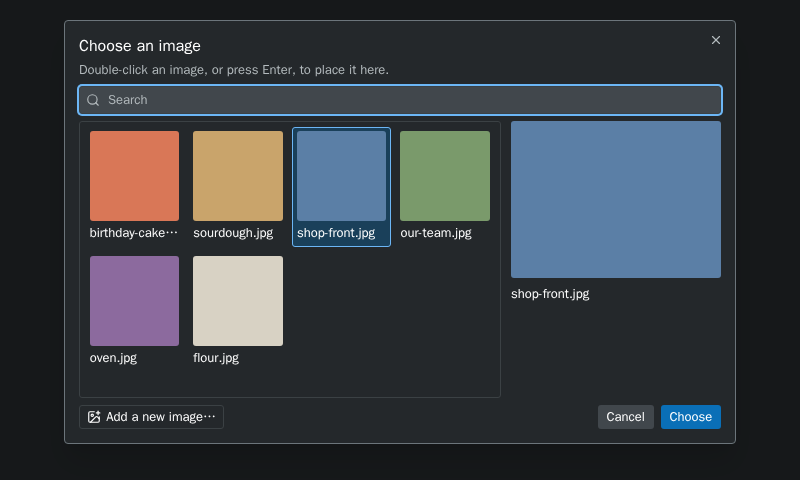 Choose an image
Double-click an image, or press Enter, to place it here.
Search
birthday-cake⋯
sourdough.jpg
shop-front.jpg
our-team.jpg
oven.jpg
flour.jpg
shop-front.jpg
Add a new image⋯
Cancel
Choose